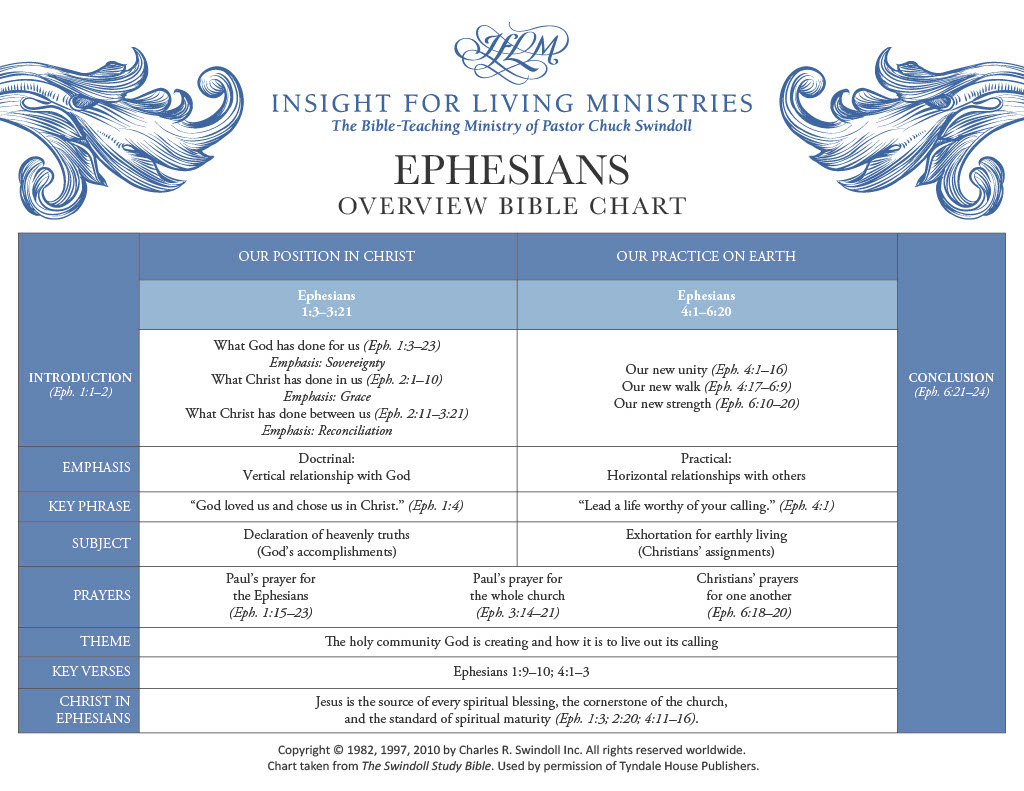 IFLM
INSIGHT FOR LIVING MINISTRIES
The Bible-Teaching Ministry of Pastor Chuck Swindoll
EPHESIANS
OVERVIEW BIBLE CHART
OUR POSITION IN CHRIST
OUR PRACTICE ON EARTH
Ephesians
1:3–3:21
Ephesians
4:1–6:20
INTRODUCTION
(Eph. 1:1–2)
What God has done for us (Eph. 1:3–23)
Emphasis: Sovereignty
What Christ has done in us (Eph. 2:1–10)
Emphasis: Grace
What Christ has done between us (Eph. 2:11–3:21)
Emphasis: Reconciliation
Our new unity (Eph. 4:1–16)
Our new walk (Eph. 4:17–6:9)
Our new strength (Eph. 6:10–20)
CONCLUSION
(Eph. 6:21–24)
EMPHASIS
Doctrinal:
Vertical relationship with God
Practical:
Horizontal relationships with others
KEY PHRASE
“God loved us and chose us in Christ.” (Eph. 1:4)
“Lead a life worthy of your calling.” (Eph. 4:1)
SUBJECT
Declaration of heavenly truths
(God’s accomplishments)
Exhortation for earthly living
(Christians’ assignments)
PRAYERS
Paul’s prayer for
the Ephesians
(Eph. 1:15–23)
Paul’s prayer for
the whole church
(Eph. 3:14–21)
Christians’ prayers
for one another
(Eph. 6:18–20)
THEME
The holy community God is creating and how it is to live out its calling
KEY VERSES
Ephesians 1:9–10; 4:1–3
CHRIST IN
EPHESIANS
Jesus is the source of every spiritual blessing, the cornerstone of the church,
and the standard of spiritual maturity (Eph. 1:3; 2:20; 4:11–16).
Copyright © 1982, 1997, 2010 by Charles R. Swindoll Inc. All rights reserved worldwide.
Chart taken from The Swindoll Study Bible. Used by permission of Tyndale House Publishers.